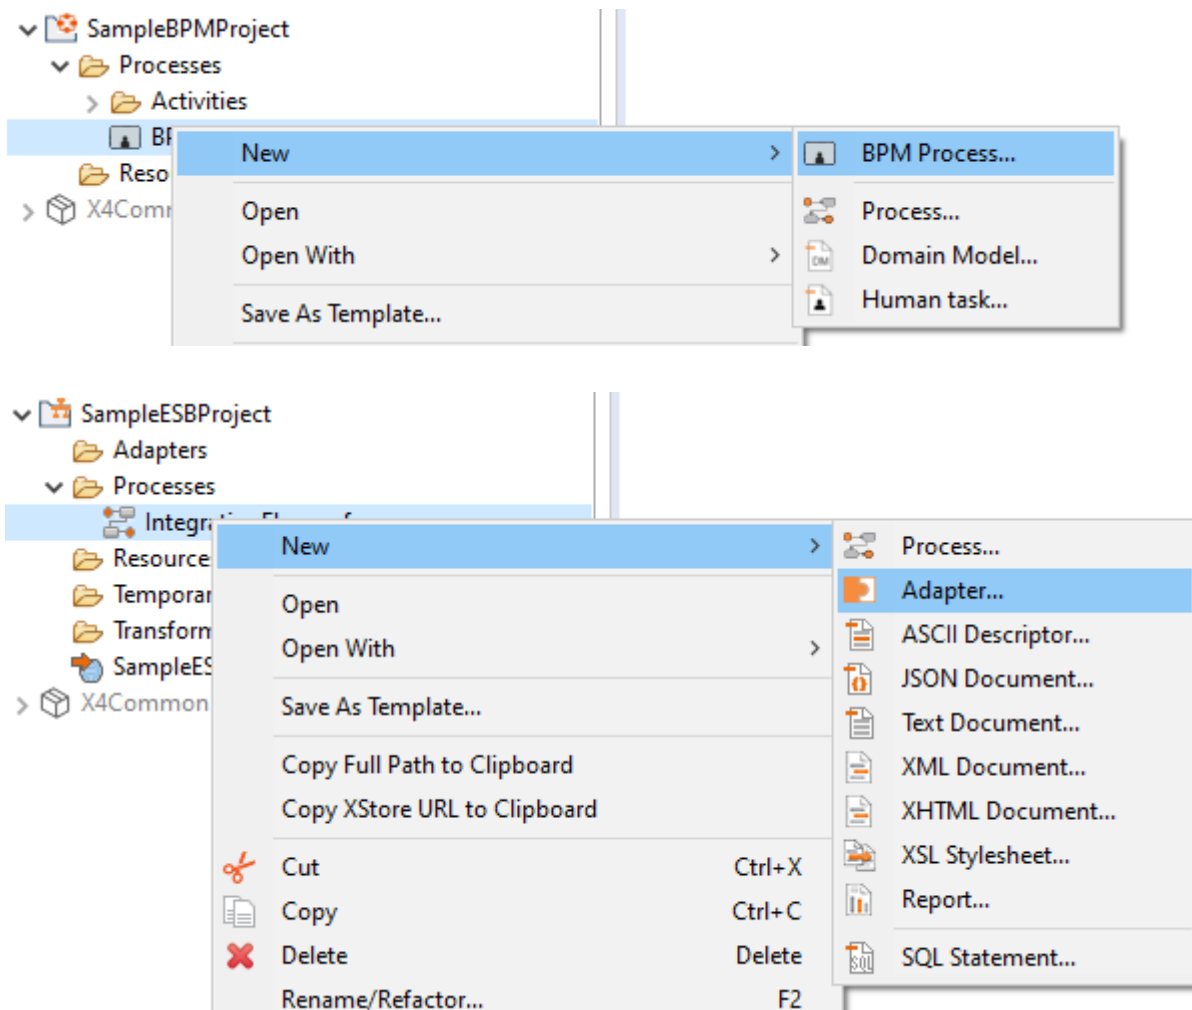 SampleBPMProject
Processes
Activities
New
BPM Process...
Process...
Open
Domain Model...
Open With
Human task...
Save As Template...
SampleESBProject
Adapters
Processes
New
Process...
Adapter...
Open
ASCII Descriptor...
Open With
JSON Document...
Save As Template...
Text Document...
X4Common
Copy Full Path to Clipboard
XML Document...
Copy XStore URL to Clipboard
XHTML Document...
Cut Ctrl+X
XSL Stylesheet...
Copy Ctrl+C
Report...
Delete Delete
SQL Statement...
Rename/Refactor... F2